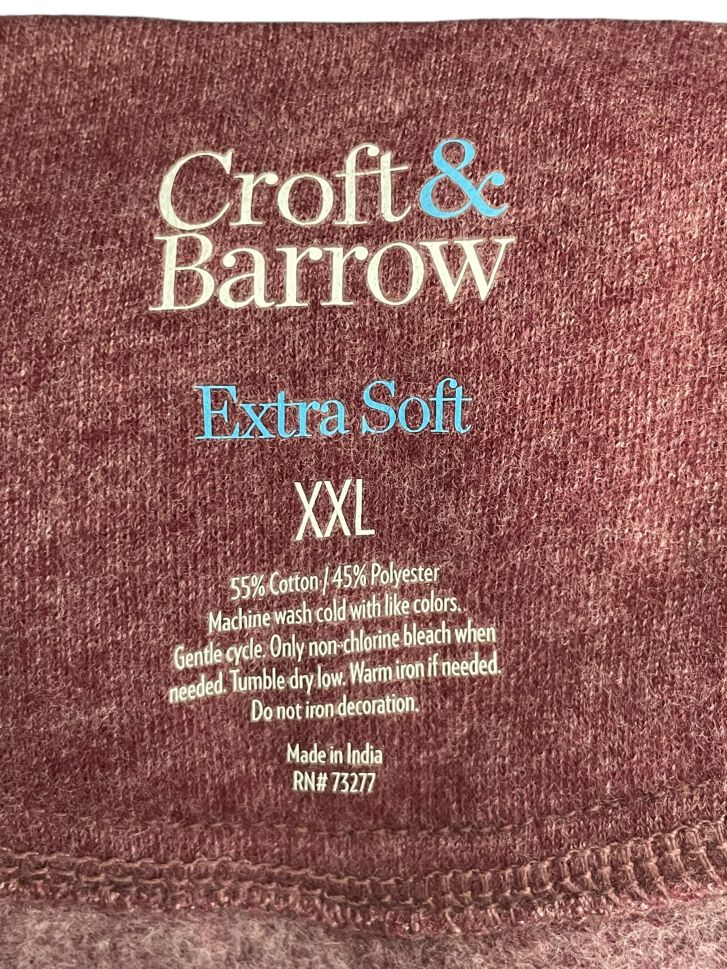 Croft&
Barrow
Extra Soft
XXL
55% Cotton / 45% Polyester
Machine wash cold with like colors.
Gentle cycle. Only non-chlorine bleach when
needed. Tumble dry low. Warm iron if needed.
Do not iron decoration.
Made in India
RN# 73277